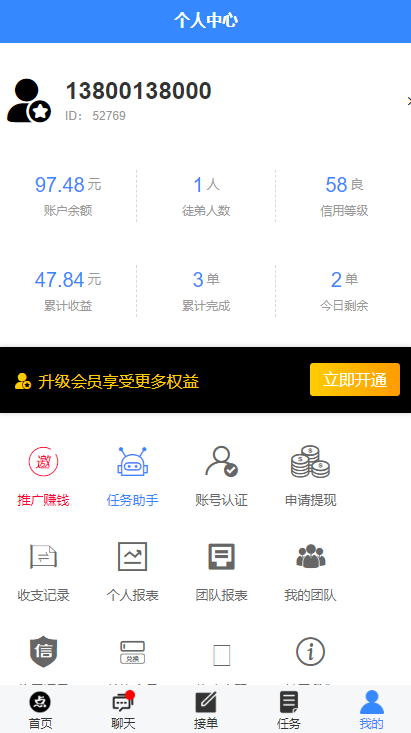 个人中心
13800138000
ID: 52769
97.48 元 1 人 58 良
账户余额 徒弟人数 信用等级
47.84 元 3 单 2 单
累计收益 累计完成 今日剩余
升级会员享受更多权益 立即开通
邀
推广赚钱 任务助手 账号认证 申请提现
收支记录 个人报表 团队报表 我的团队
信 兑换
点
首页 聊天 接单 任务 我的